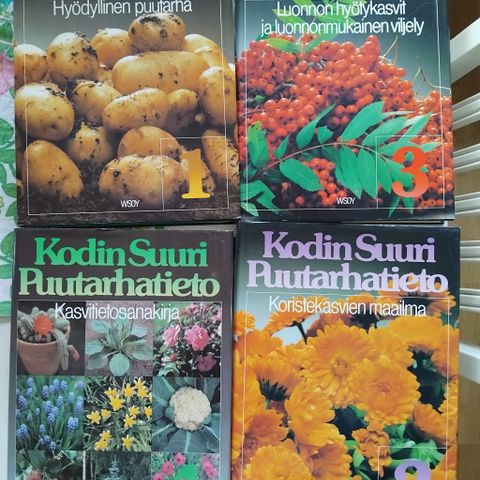 Hyödyllinen puutarha
1
WSOY
Luonnon hyötykasvit
ja luonnonmukainen viljely
3
WSOY
Kodin Suuri
Puutarhatieto
Kasvitietosanakirja
WSOY
Kodin Suuri
Puutarhatieto
Koristekasvien maailma